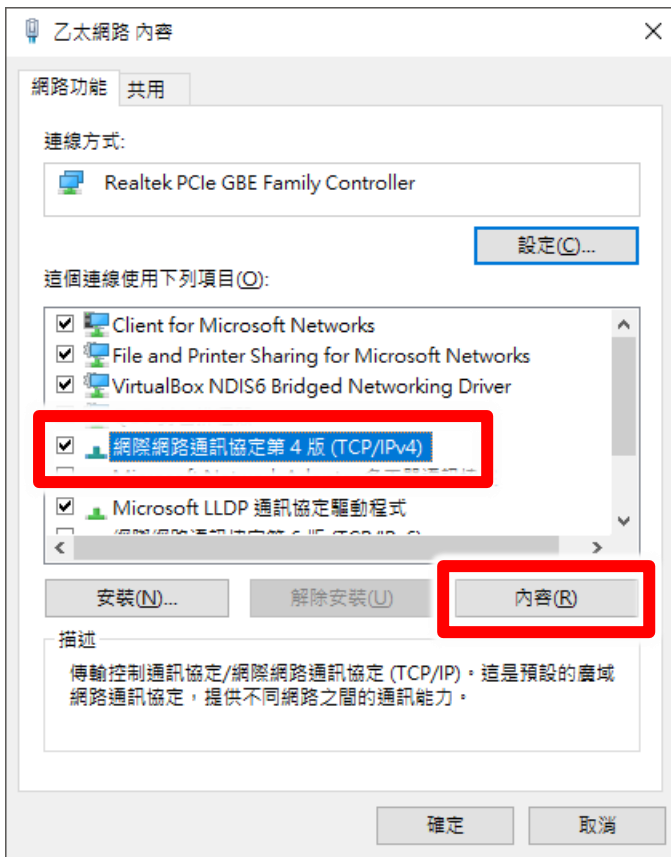 乙太網路 內容
網路功能 共用
連線方式:
Realtek PCIe GBE Family Controller
設定(C)...
這個連線使用下列項目(O):
Client for Microsoft Networks
File and Printer Sharing for Microsoft Networks
VirtualBox NDIS6 Bridged Networking Driver
網際網路通訊協定第 4 版 (TCP/IPv4)
Microsoft LLDP 通訊協定驅動程式
安裝(N)... 解除安裝(U) 內容(R)
描述
傳輸控制通訊協定/網際網路通訊協定 (TCP/IP)。這是預設的廣域
網路通訊協定，提供不同網路之間的通訊能力。
確定 取消